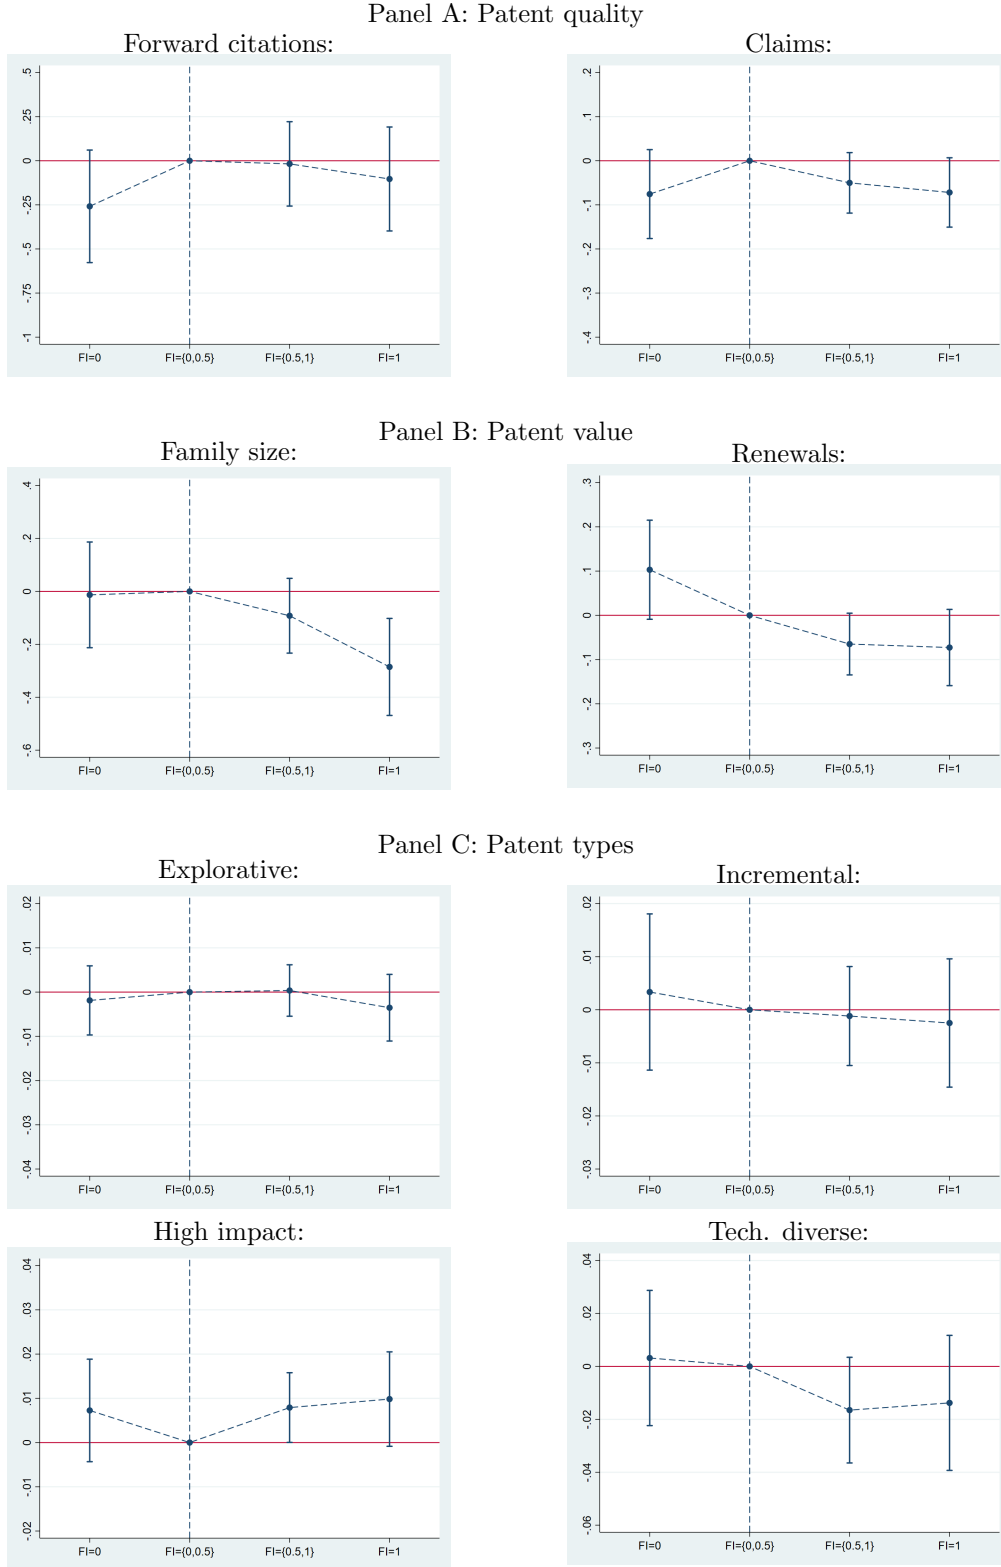 Panel A: Patent quality
Forward citations:
.5
.25
0
-.25
-.5
-.75
-1
FI=0 FI={0,0.5} FI={0.5,1} FI=1
Claims:
.2
.1
0
-.1
-.2
-.3
-.4
FI=0 FI={0,0.5} FI={0.5,1} FI=1
Panel B: Patent value
Family size:
.4
.2
0
-.2
-.4
-.6
FI=0 FI={0,0.5} FI={0.5,1} FI=1
Renewals:
.3
.2
.1
0
-.1
-.2
-.3
FI=0 FI={0,0.5} FI={0.5,1} FI=1
Panel C: Patent types
Explorative:
.02
.01
0
-.01
-.02
-.03
-.04
FI=0 FI={0,0.5} FI={0.5,1} FI=1
Incremental:
.02
.01
0
-.01
-.02
-.03
FI=0 FI={0,0.5} FI={0.5,1} FI=1
High impact:
.04
.03
.02
.01
0
-.01
-.02
FI=0 FI={0,0.5} FI={0.5,1} FI=1
Tech. diverse:
.04
.02
0
-.02
-.04
-.06
FI=0 FI={0,0.5} FI={0.5,1} FI=1